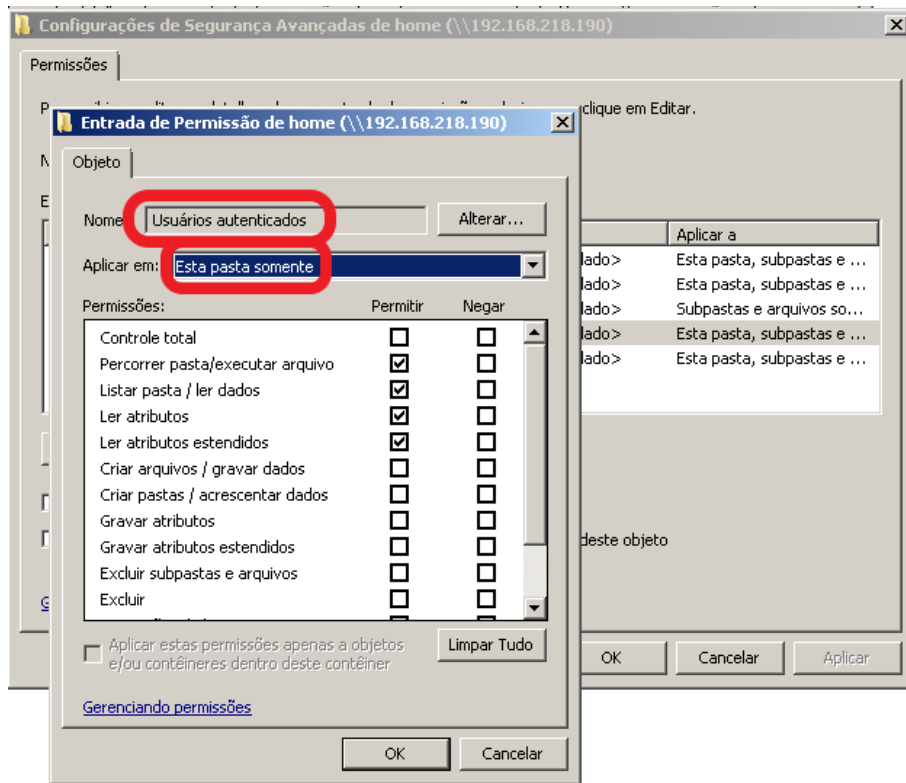 Configurações de Segurança Avançadas de home (\\192.168.218.190)
Permissões
clique em Editar.
Entrada de Permissão de home (\\192.168.218.190)
Objeto
Nome
Usuários autenticados
Alterar...
Aplicar em:
Esta pasta somente
Permissões:
Permitir
Negar
Controle total
Percorrer pasta/executar arquivo
Listar pasta / ler dados
Ler atributos
Ler atributos estendidos
Criar arquivos / gravar dados
Criar pastas / acrescentar dados
Gravar atributos
Gravar atributos estendidos
Excluir subpastas e arquivos
Excluir
Aplicar estas permissões apenas a objetos
e/ou contêineres dentro deste contêiner
Limpar Tudo
Gerenciando permissões
OK
Cancelar
Aplicar a
lado> Esta pasta, subpastas e ...
lado> Esta pasta, subpastas e ...
lado> Subpastas e arquivos so...
lado> Esta pasta, subpastas e ...
lado> Esta pasta, subpastas e ...
deste objeto
OK
Cancelar
Aplicar